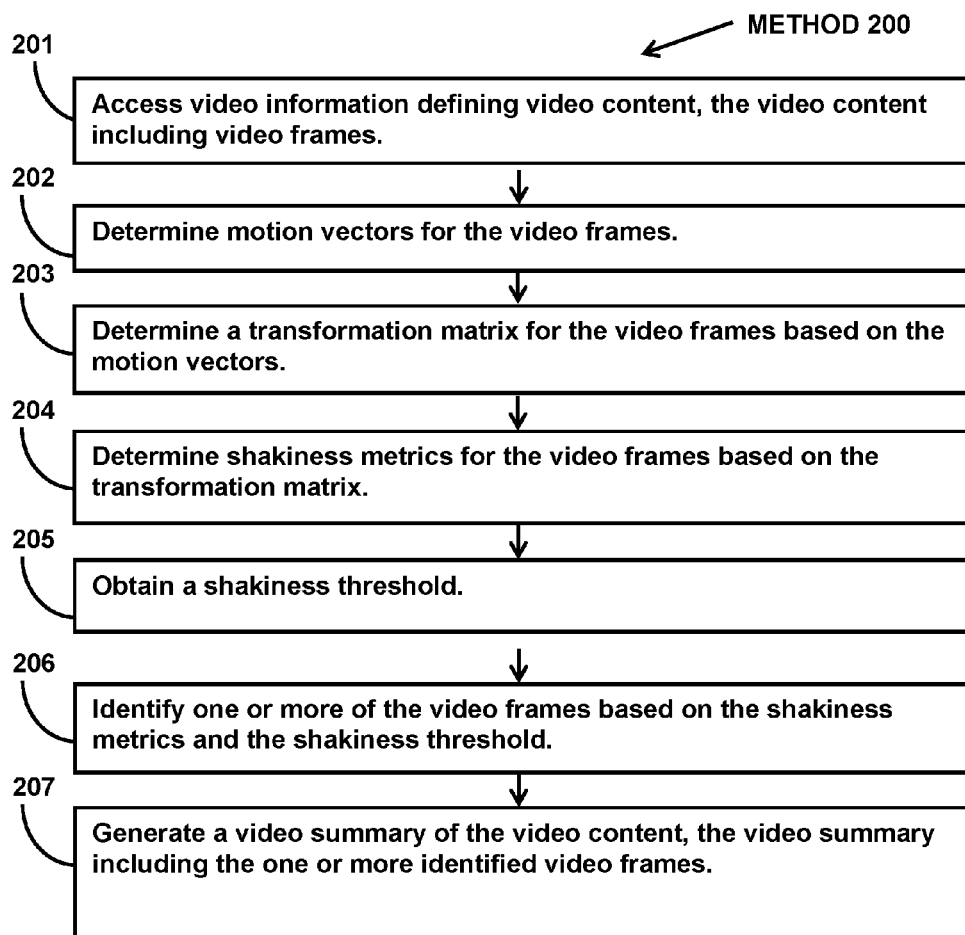 METHOD 200
201
Access video information defining video content, the video content
including video frames.
202
Determine motion vectors for the video frames.
203
Determine a transformation matrix for the video frames based on the
motion vectors.
204
Determine shakiness metrics for the video frames based on the
transformation matrix.
205
Obtain a shakiness threshold.
206
Identify one or more of the video frames based on the shakiness
metrics and the shakiness threshold.
207
Generate a video summary of the video content, the video summary
including the one or more identified video frames.